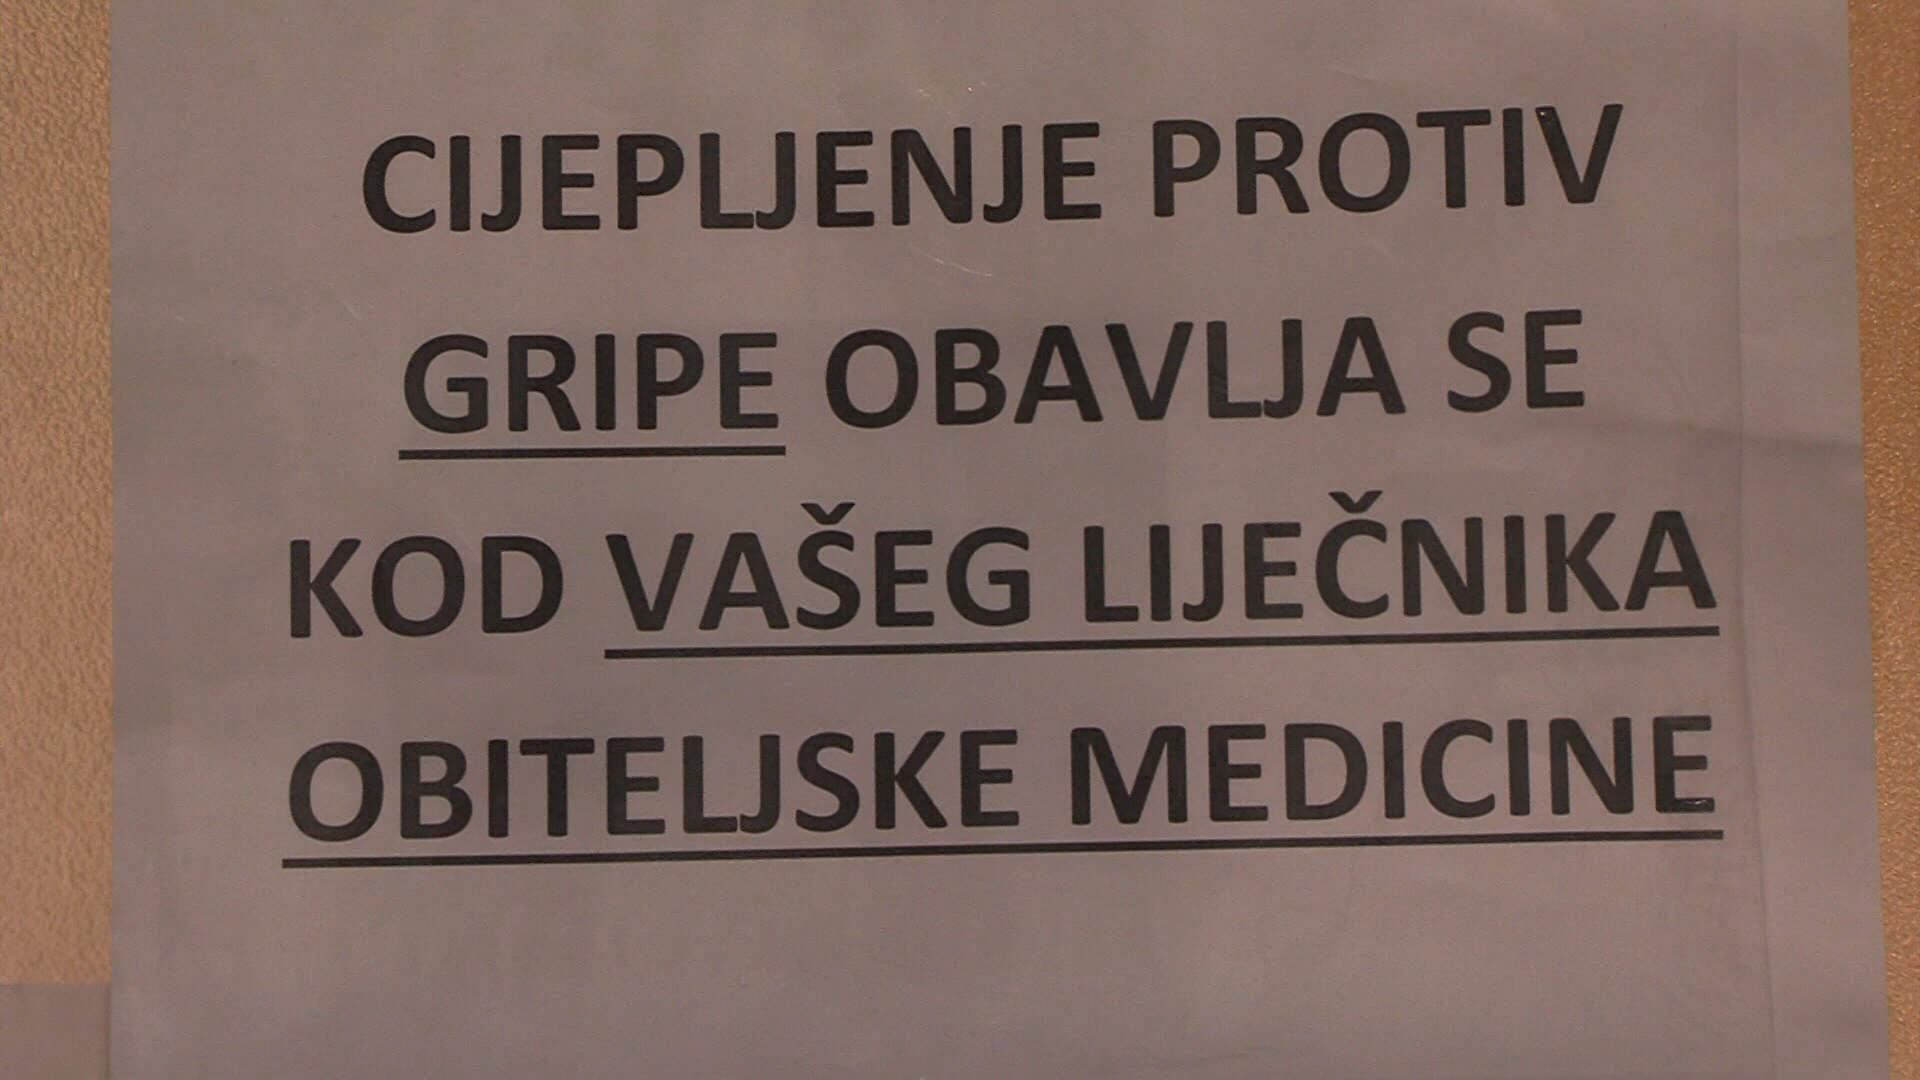 CIJEPLJENJE PROTIV
GRIPE OBAVLJA SE
KOD VAŠEG LIJEČNIKA
OBITELJSKE MEDICINE